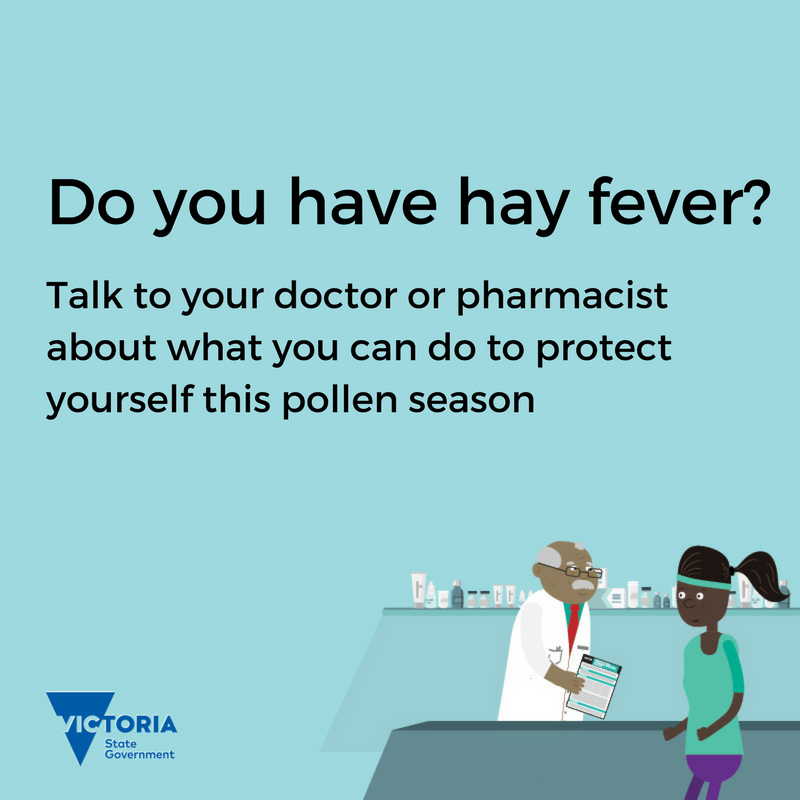 Do you have hay fever?
Talk to your doctor or pharmacist
about what you can do to protect
yourself this pollen season
VICTORIA
State
Government